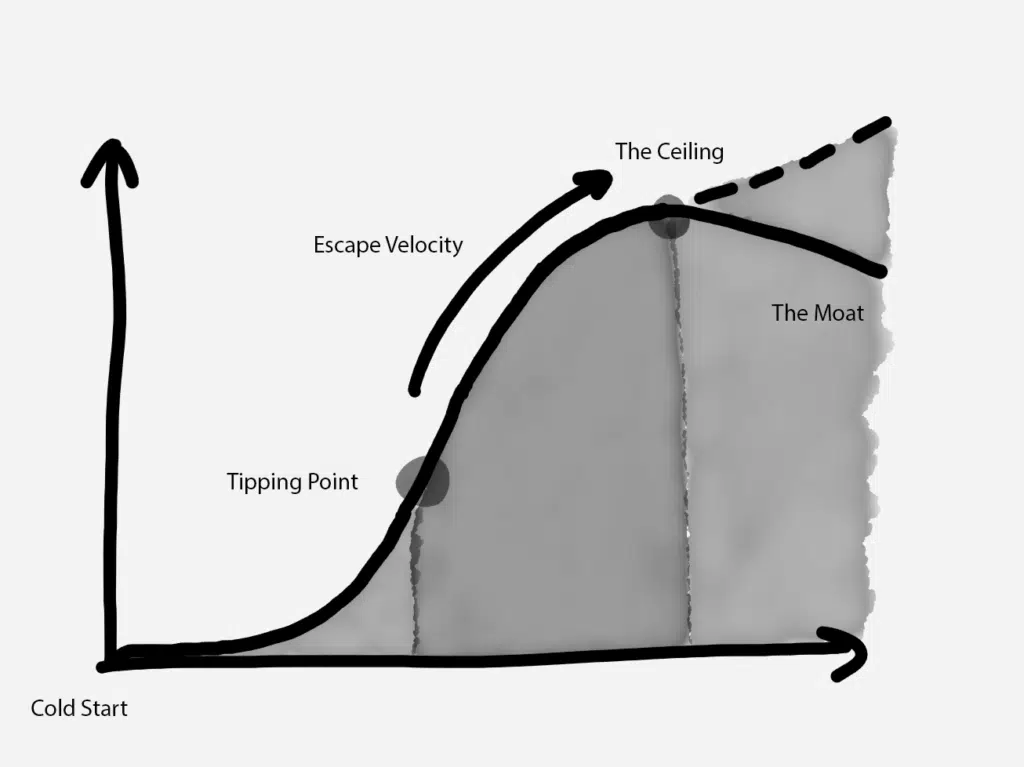 The Ceiling
Escape Velocity
The Moat
Tipping Point
Cold Start